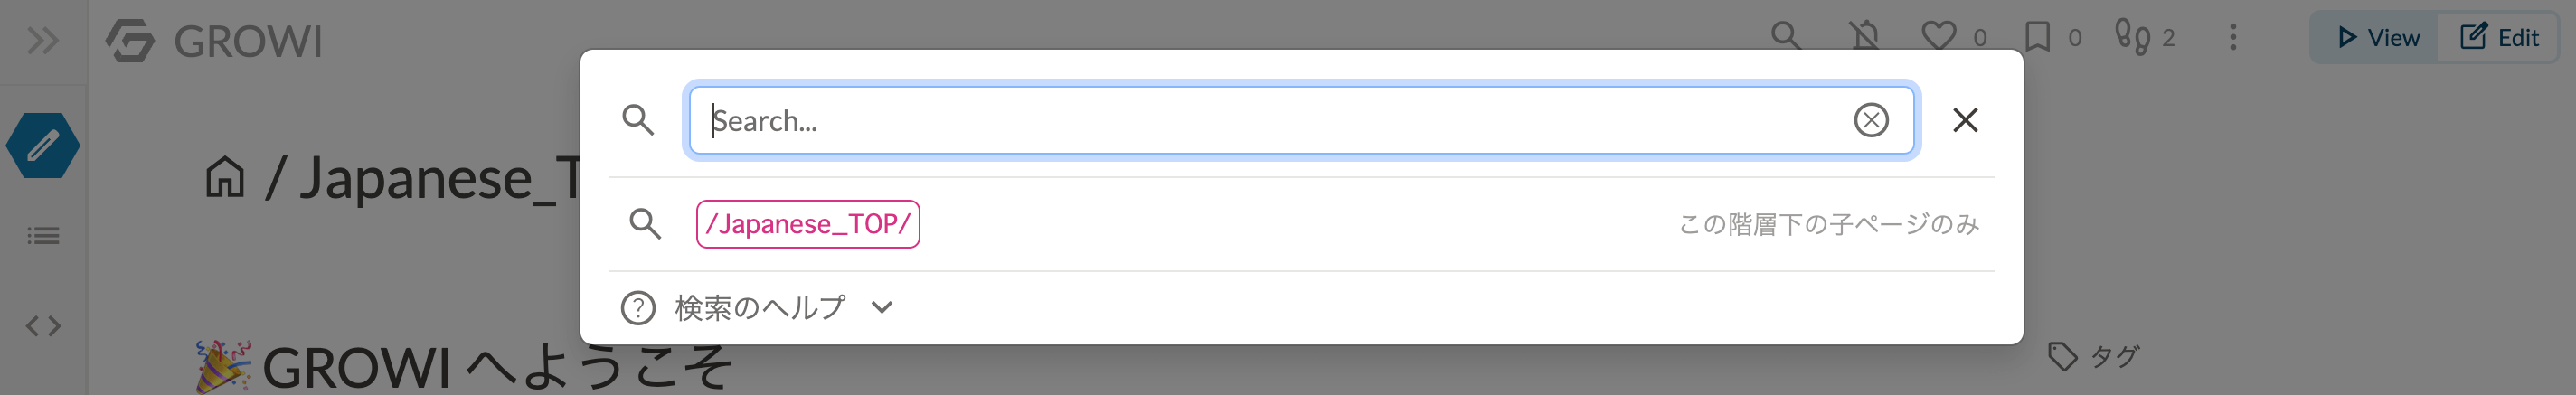 GROWI
0
0
2
View
Edit
Search...
/ Japanese_T
/Japanese_TOP/
この階層下の子ページのみ
検索のヘルプ
GROWI へようこそ
タグ